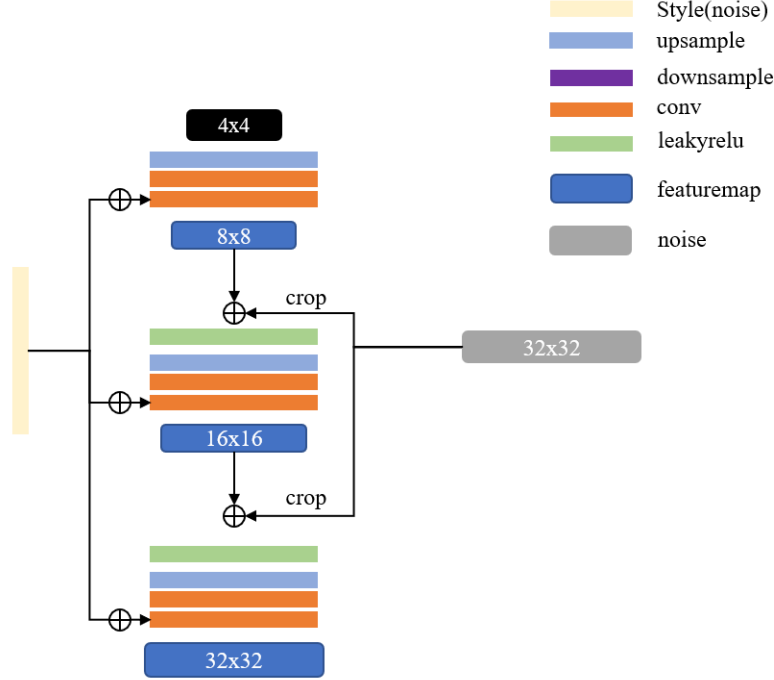 Style(noise)
upsample
downsample
conv
leakyrelu
featuremap
noise
4x4
8x8
crop
32x32
16x16
crop
32x32